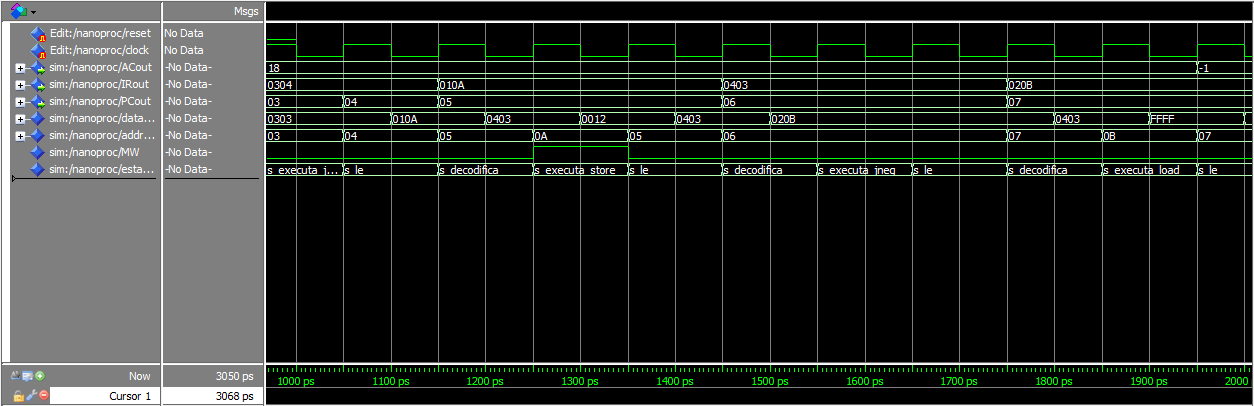 Msgs
Edit:/nanoproc/reset No Data
Edit:/nanoproc/clock No Data
sim:/nanoproc/ACout -No Data- 18 -1
sim:/nanoproc/IRout -No Data- 0304 010A 0403 020B
sim:/nanoproc/PCout -No Data- 03 04 05 06 07
sim:/nanoproc/data... -No Data- 0303 010A 0403 0012 0403 020B 0403 FFFF
sim:/nanoproc/addr... -No Data- 03 04 05 0A 05 06 07 0B 07
sim:/nanoproc/MW -No Data-
sim:/nanoproc/esta... -No Data- s_executa_j... s_le s_decodifica s_executa_store s_le s_decodifica s_executa_jneq s_le s_decodifica s_executa_load s_le
Now 3050 ps 1000 ps 1100 ps 1200 ps 1300 ps 1400 ps 1500 ps 1600 ps 1700 ps 1800 ps 1900 ps 2000
Cursor 1 3068 ps